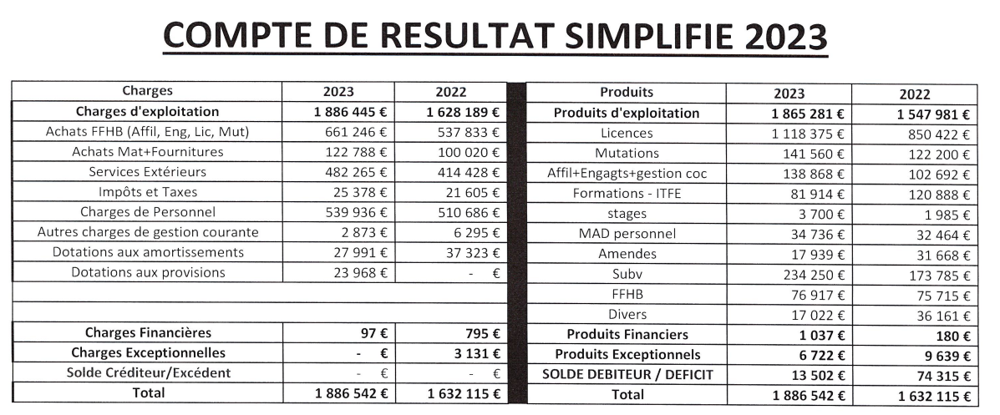 COMPTE DE RESULTAT SIMPLIFIE 2023
Charges 2023 2022
Charges d'exploitation 1 886 445 € 1 628 189 €
Achats FFHB (Affil, Eng, Lic, Mut) 661 246 € 537 833 €
Achats Mat+Fournitures 122 788 € 100 020 €
Services Extérieurs 482 265 € 414 428 €
Impôts et Taxes 25 378 € 21 605 €
Charges de Personnel 539 936 € 510 686 €
Autres charges de gestion courante 2 873 € 6 295 €
Dotations aux amortissements 27 991 € 37 323 €
Dotations aux provisions 23 968 € - €
Charges Financières 97 € 795 €
Charges Exceptionnelles - € 3 131 €
Solde Créditeur/Excédent - € - €
Total 1 886 542 € 1 632 115 €
Produits 2023 2022
Produits d'exploitation 1 865 281 € 1 547 981 €
Licences 1 118 375 € 850 422 €
Mutations 141 560 € 122 200 €
Affil+Engagts+gestion coc 138 868 € 102 692 €
Formations - ITFE 81 914 € 120 888 €
stages 3 700 € 1 985 €
MAD personnel 34 736 € 32 464 €
Amendes 17 939 € 31 668 €
Subv 234 250 € 173 785 €
FFHB 76 917 € 75 715 €
Divers 17 022 € 36 161 €
Produits Financiers 1 037 € 180 €
Produits Exceptionnels 6 722 € 9 639 €
SOLDE DEBITEUR / DEFICIT 13 502 € 74 315 €
Total 1 886 542 € 1 632 115 €